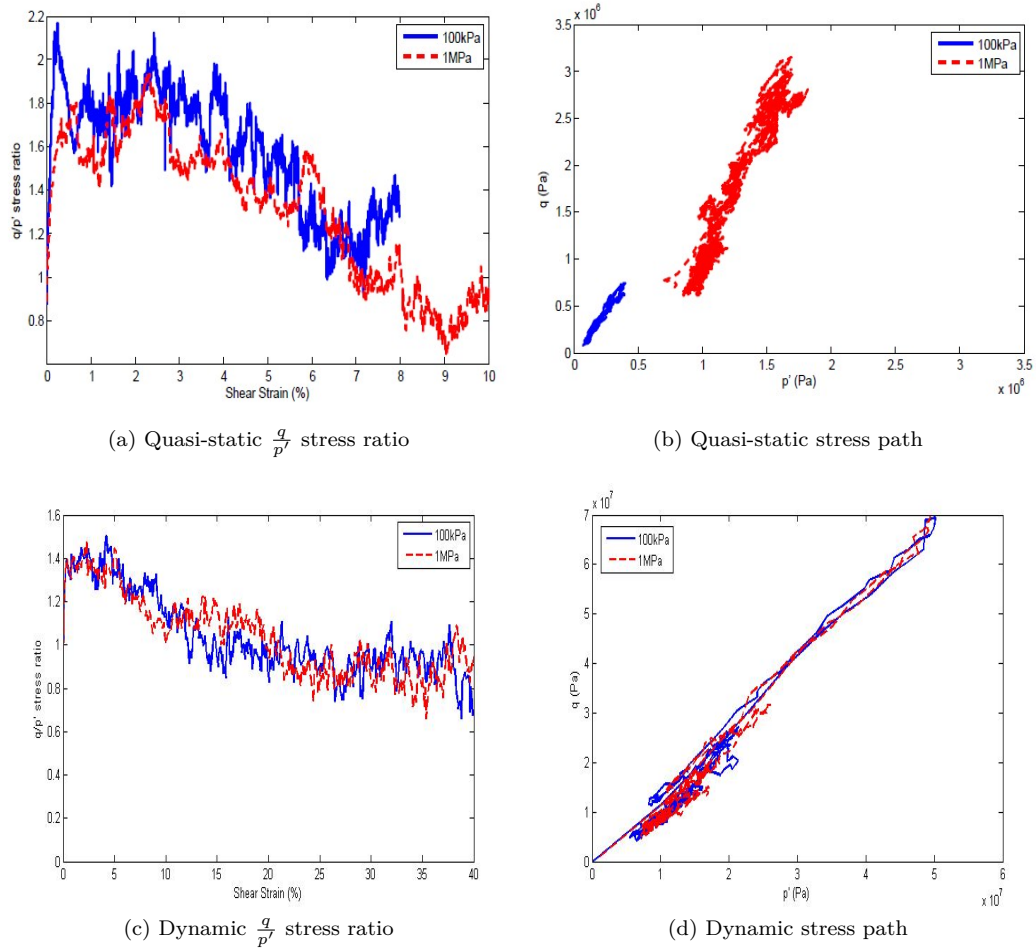 2.2
2
1.8
1.6
1.4
1.2
1
0.8
0 1 2 3 4 5 6 7 8 9 10
q/p' stress ratio
Shear Strain (%)
100kPa
1MPa
(a) Quasi-static q/p' stress ratio
x 10^6
3.5
3
2.5
2
1.5
1
0.5
0
0 0.5 1 1.5 2 2.5 3 3.5
x 10^6
q (Pa)
p' (Pa)
100kPa
1MPa
(b) Quasi-static stress path
1.6
1.4
1.2
1
0.8
0.6
0.4
0.2
0
0 5 10 15 20 25 30 35 40
q/p' stress ratio
Shear Strain (%)
100kPa
1MPa
(c) Dynamic q/p' stress ratio
x 10^7
7
6
5
4
3
2
1
0
0 1 2 3 4 5 6
x 10^7
q (Pa)
p' (Pa)
100kPa
1MPa
(d) Dynamic stress path